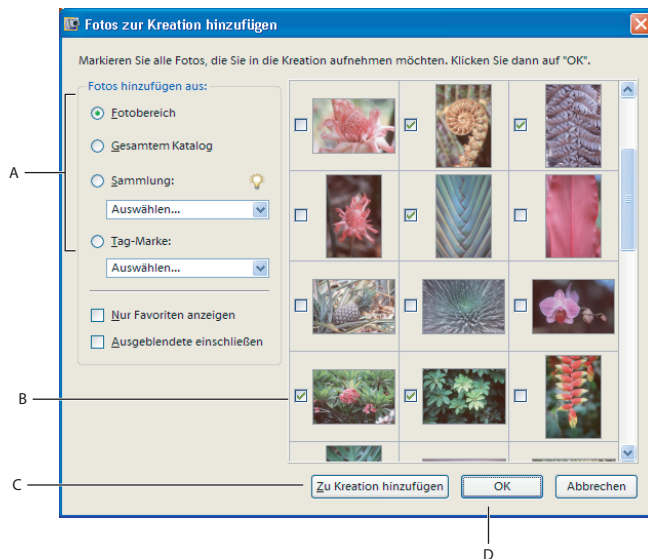 Fotos zur Kreation hinzufügen
Markieren Sie alle Fotos, die Sie in die Kreation aufnehmen möchten. Klicken Sie dann auf "OK".
Fotos hinzufügen aus:
Fotobereich
Gesamtem Katalog
Sammlung:
Auswählen...
Tag-Marke:
Auswählen...
Nur Favoriten anzeigen
Ausgeblendete einschließen
A
B
C
Zu Kreation hinzufügen
OK
Abbrechen
D